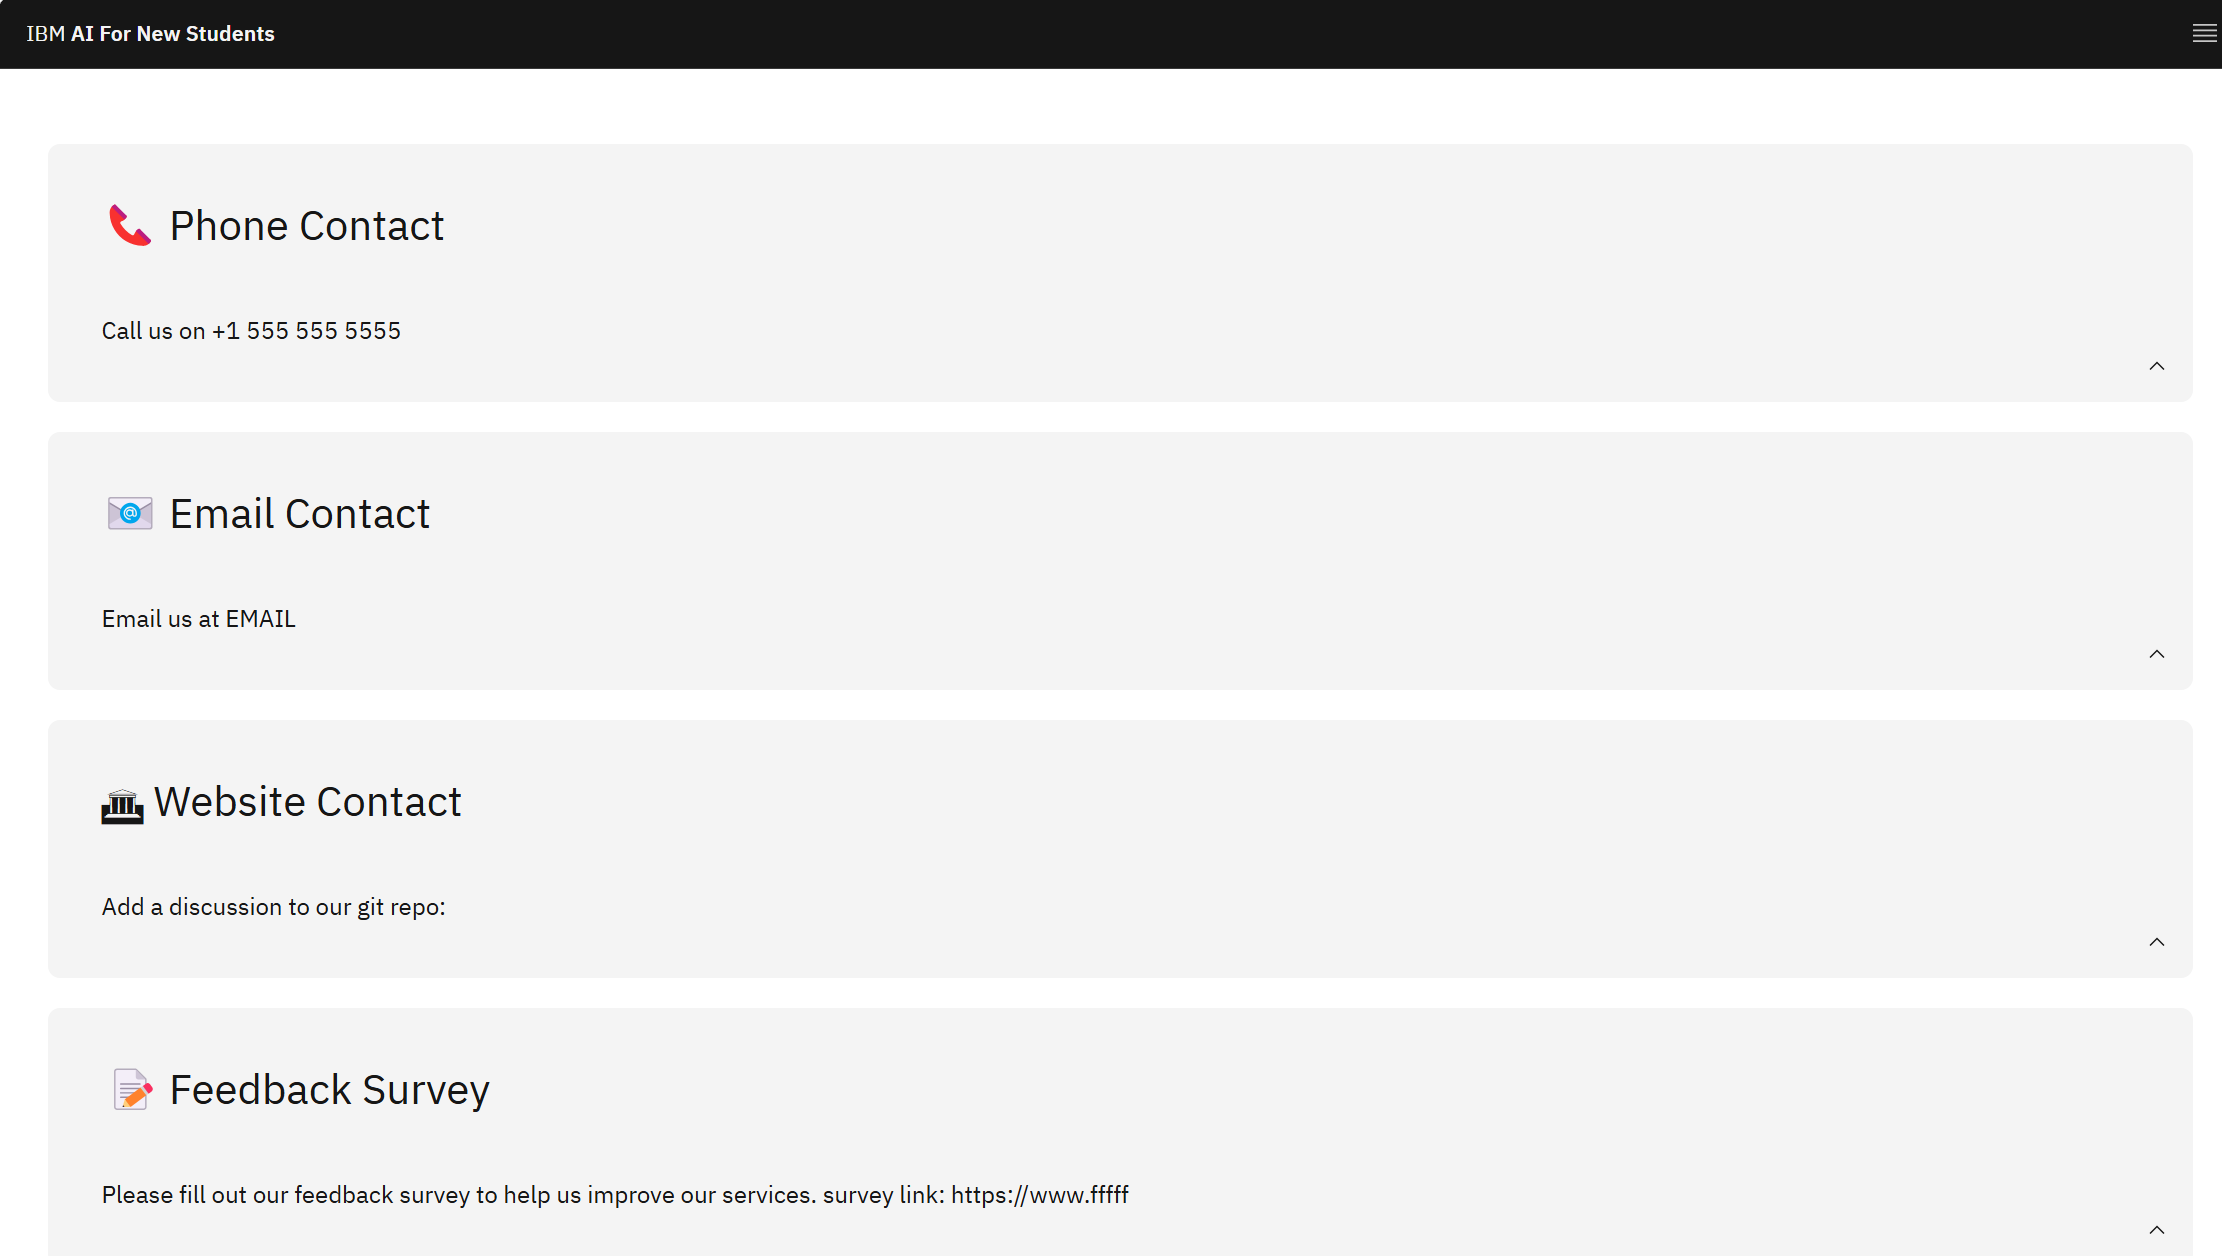 IBM AI For New Students
Phone Contact
Call us on +1 555 555 5555
Email Contact
Email us at EMAIL
Website Contact
Add a discussion to our git repo:
Feedback Survey
Please fill out our feedback survey to help us improve our services. survey link: https://www.fffff